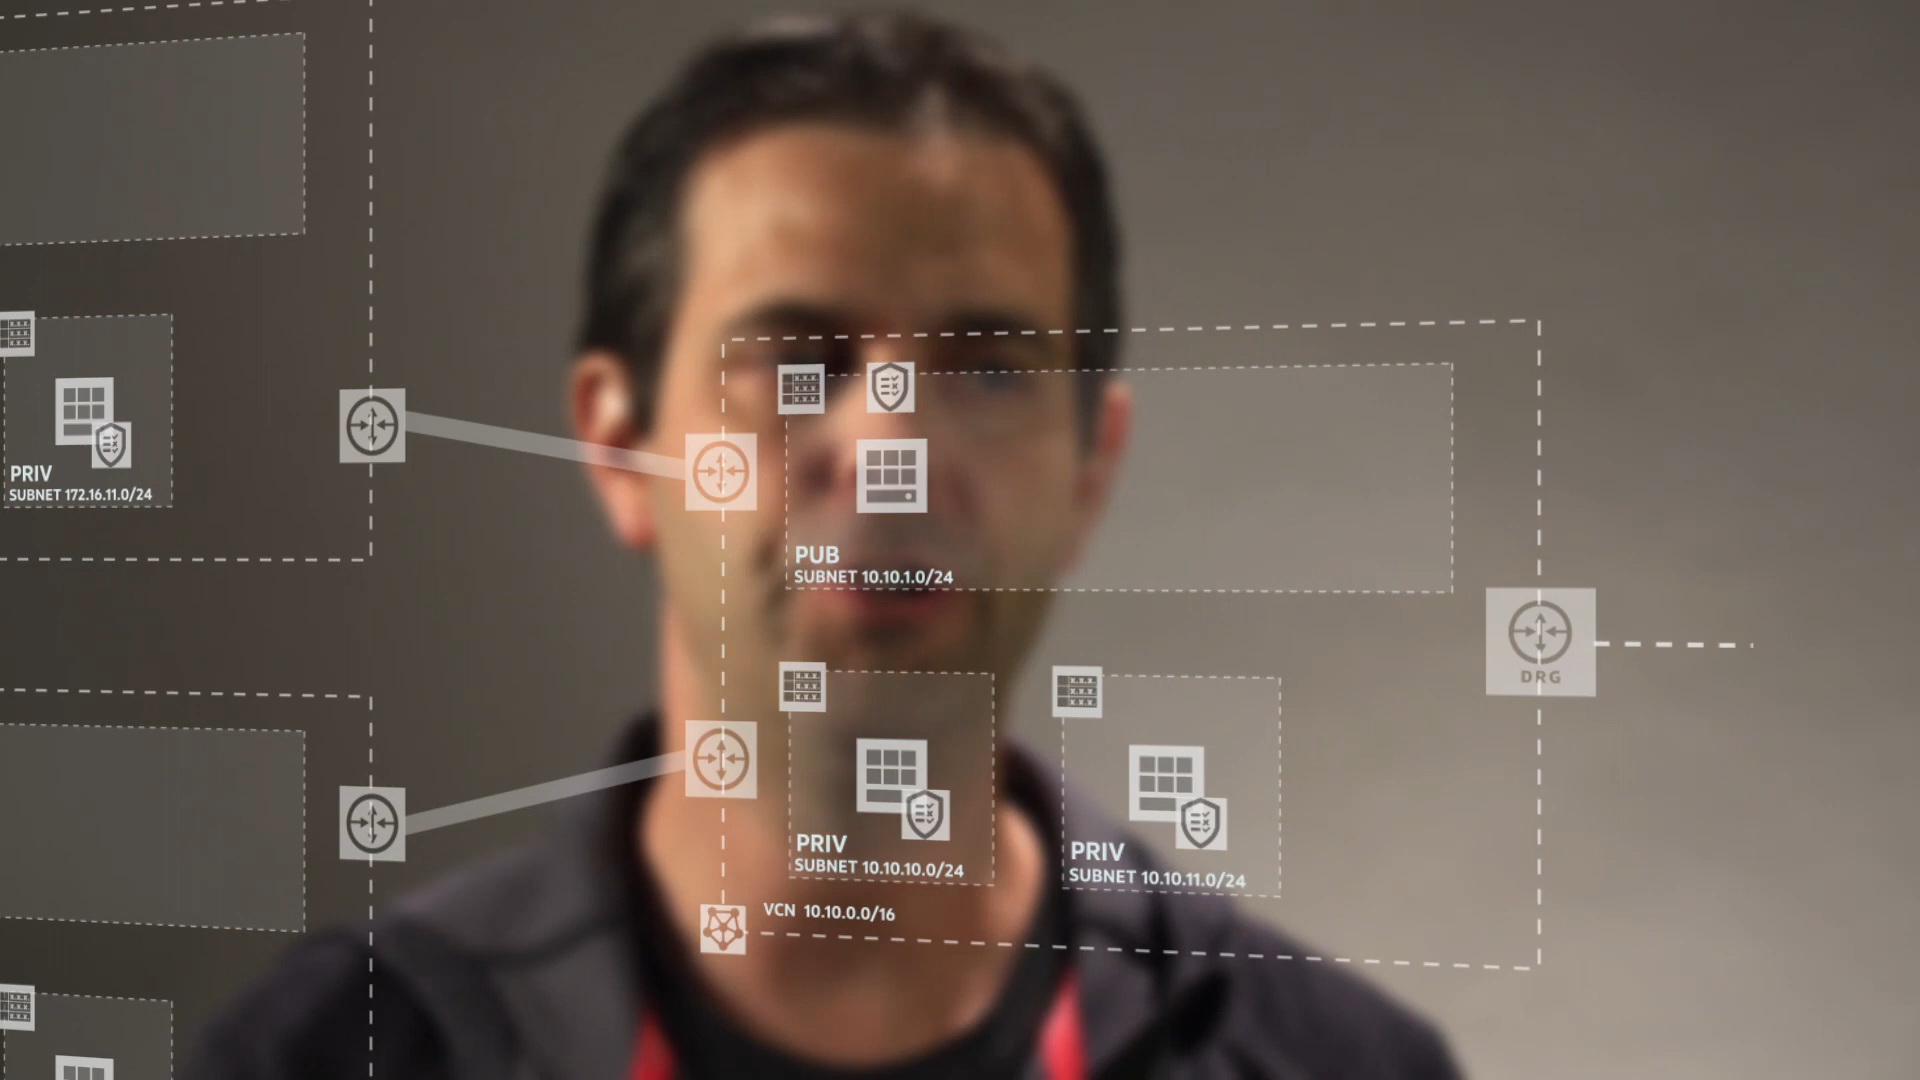 PRIV
SUBNET 172.16.11.0/24
PUB
SUBNET 10.10.1.0/24
DRG
PRIV
SUBNET 10.10.10.0/24
PRIV
SUBNET 10.10.11.0/24
VCN 10.10.0.0/16